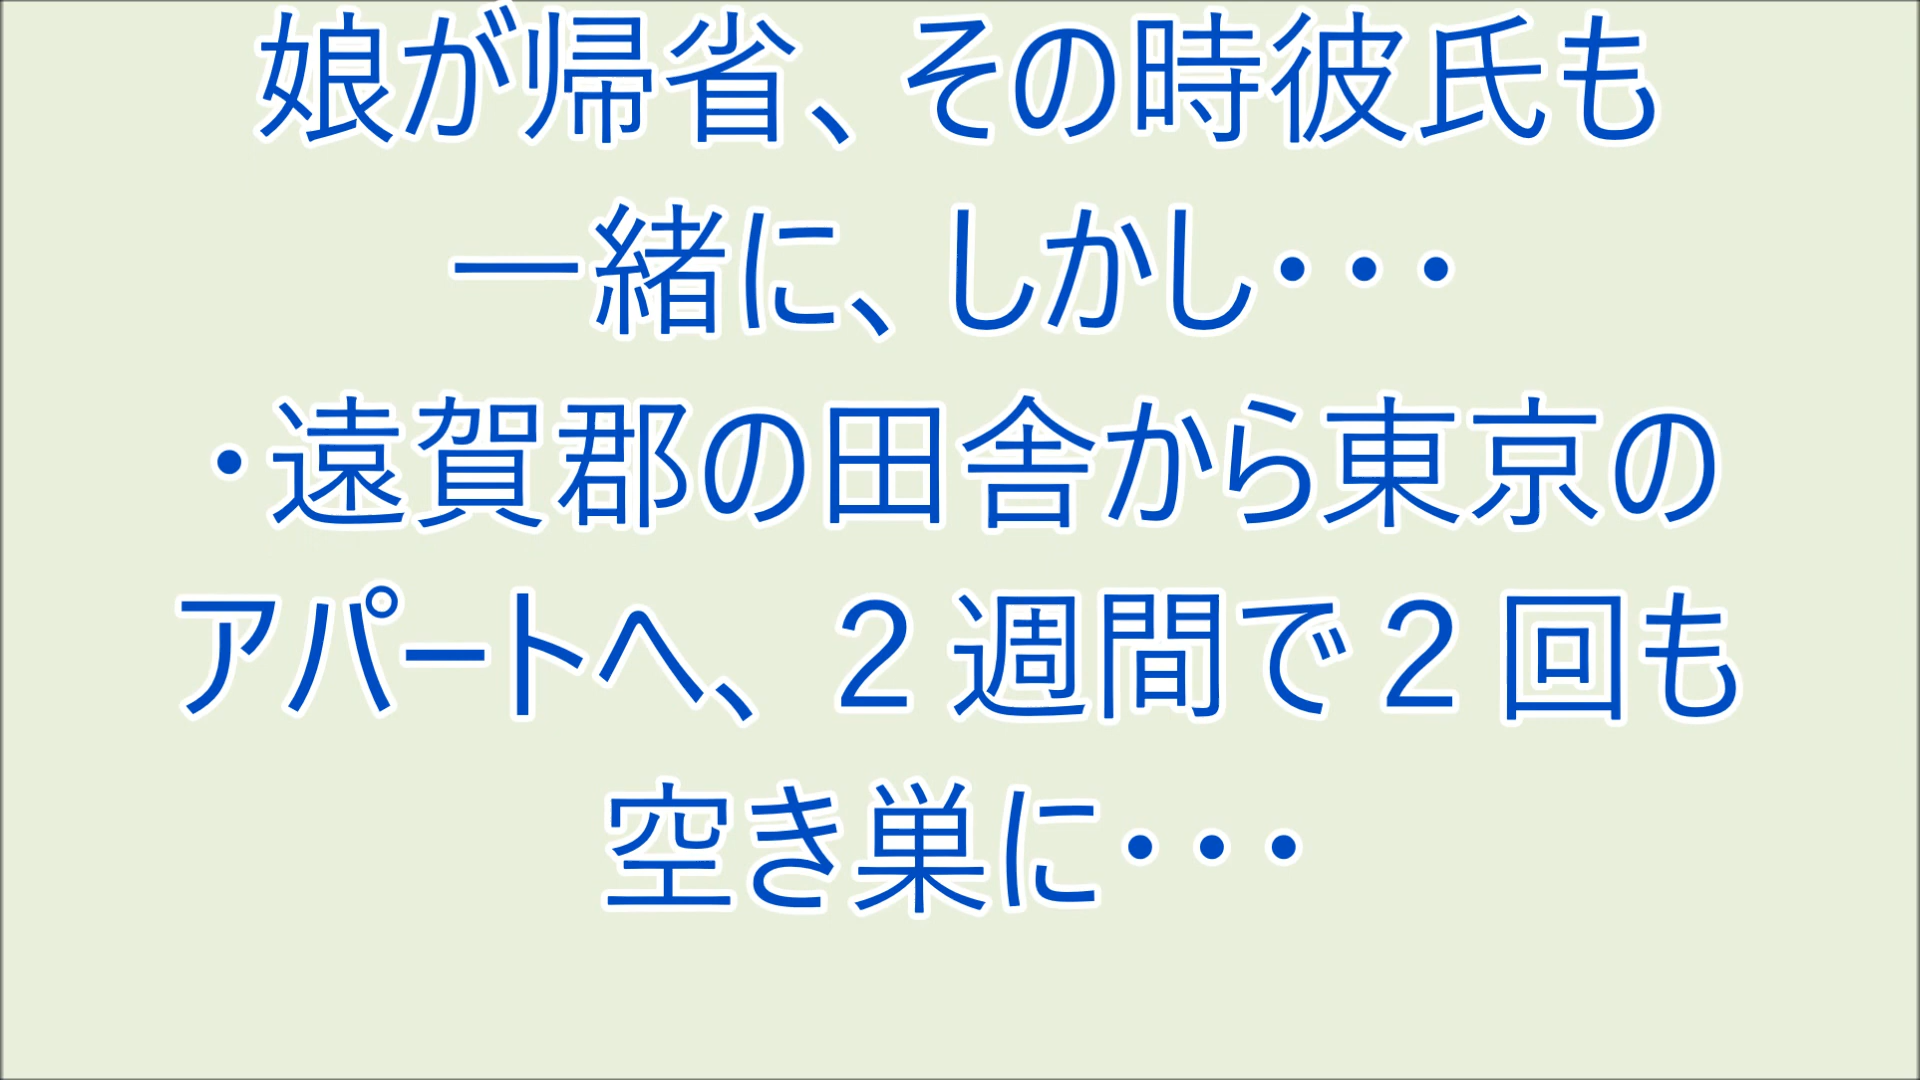 娘が帰省、その時彼氏も
一緒に、しかし・・・
・遠賀郡の田舎から東京の
アパートへ、２週間で２回も
空き巣に・・・